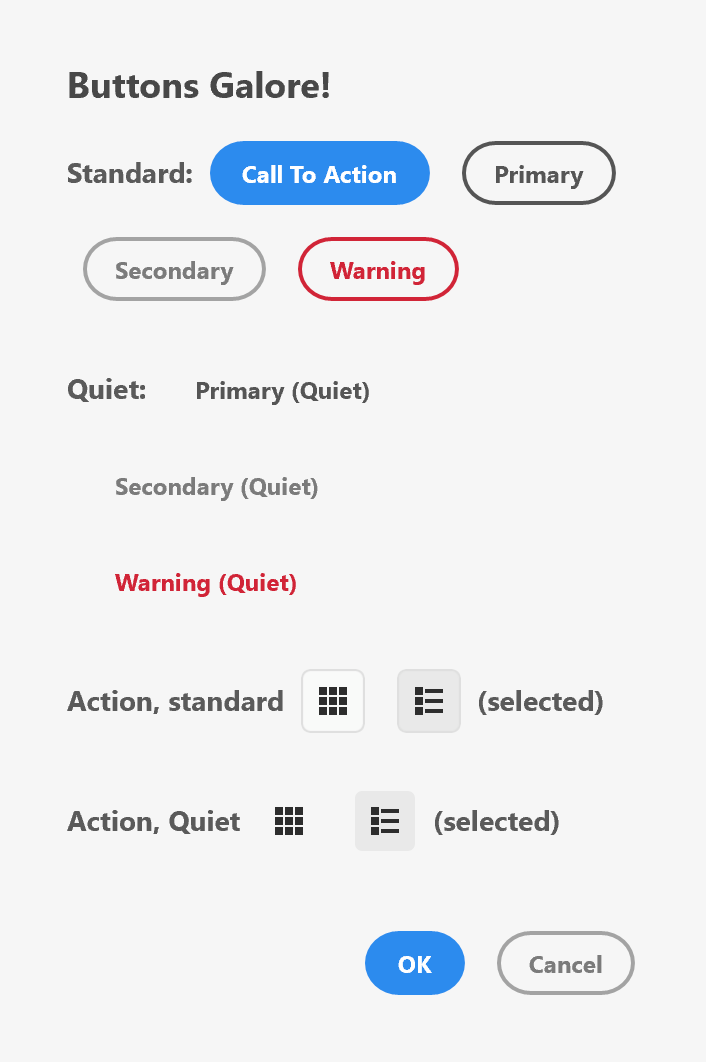 Buttons Galore!
Standard: Call To Action Primary
Secondary Warning
Quiet: Primary (Quiet)
Secondary (Quiet)
Warning (Quiet)
Action, standard (selected)
Action, Quiet (selected)
OK Cancel